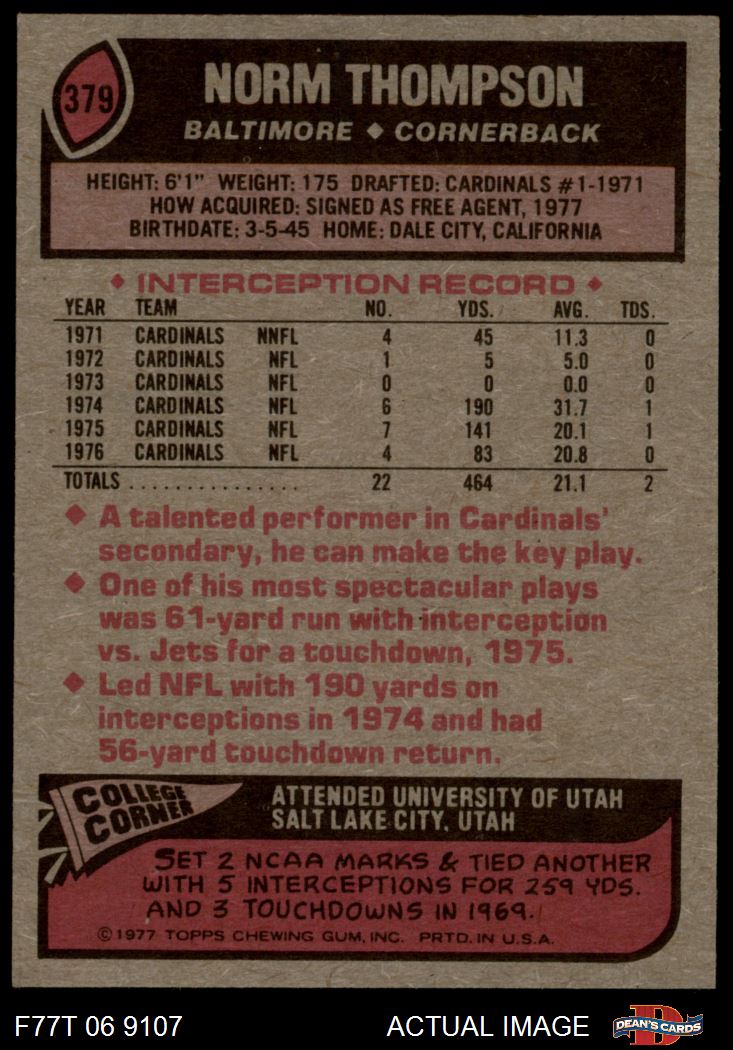 379
NORM THOMPSON
BALTIMORE ◆ CORNERBACK
HEIGHT: 6'1" WEIGHT: 175 DRAFTED: CARDINALS #1-1971
HOW ACQUIRED: SIGNED AS FREE AGENT, 1977
BIRTHDATE: 3-5-45 HOME: DALE CITY, CALIFORNIA
◆ INTERCEPTION RECORD ◆
YEAR TEAM NO. YDS. AVG. TDS.
1971 CARDINALS NNFL 4 45 11.3 0
1972 CARDINALS NFL 1 5 5.0 0
1973 CARDINALS NFL 0 0 0.0 0
1974 CARDINALS NFL 6 190 31.7 1
1975 CARDINALS NFL 7 141 20.1 1
1976 CARDINALS NFL 4 83 20.8 0
TOTALS ............... 22 464 21.1 2
◆ A talented performer in Cardinals'
secondary, he can make the key play.
◆ One of his most spectacular plays
was 61-yard run with interception
vs. Jets for a touchdown, 1975.
◆ Led NFL with 190 yards on
interceptions in 1974 and had
56-yard touchdown return.
COLLEGE
CORNER
ATTENDED UNIVERSITY OF UTAH
SALT LAKE CITY, UTAH
SET 2 NCAA MARKS & TIED ANOTHER
WITH 5 INTERCEPTIONS FOR 259 YDS.
AND 3 TOUCHDOWNS IN 1969.
©1977 TOPPS CHEWING GUM, INC. PRTD. IN U.S.A.
F77T 06 9107 ACTUAL IMAGE D DEAN'S CARDS